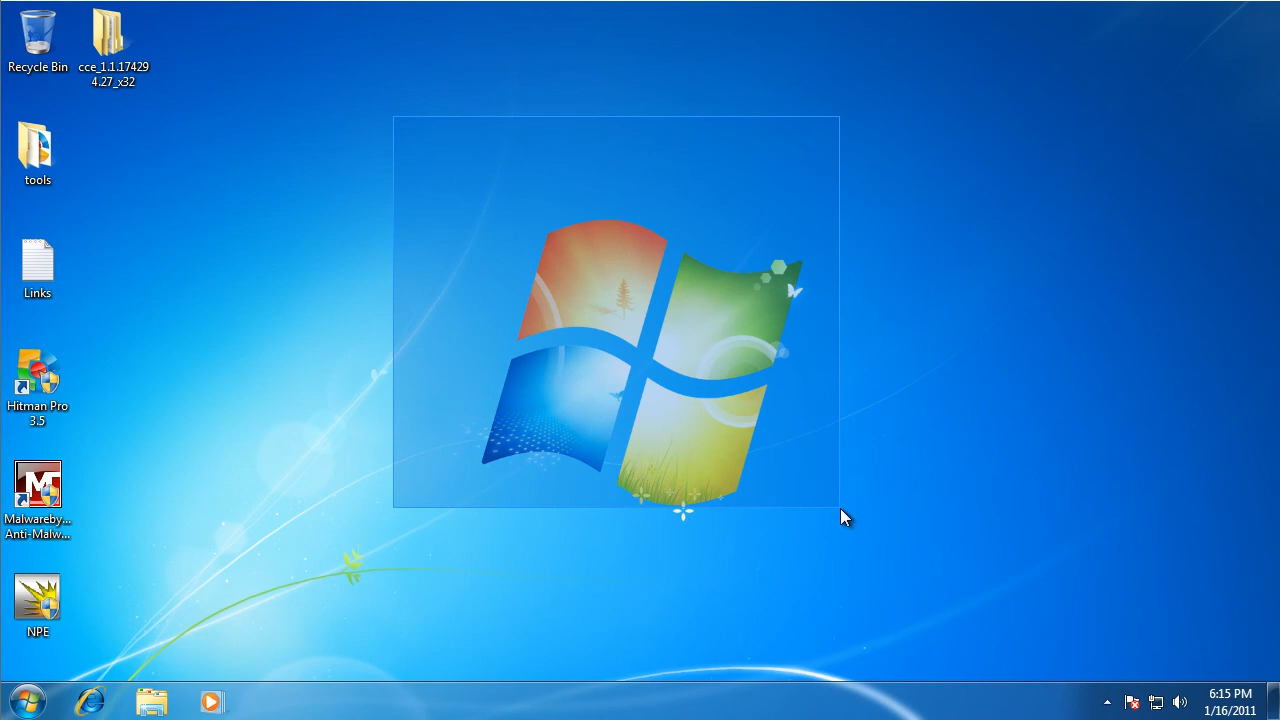 Recycle Bin
cce_1.1.17429
4.27_x32
tools
Links
Hitman Pro
3.5
M
Malwareby...
Anti-Malw...
NPE
6:15 PM
1/16/2011